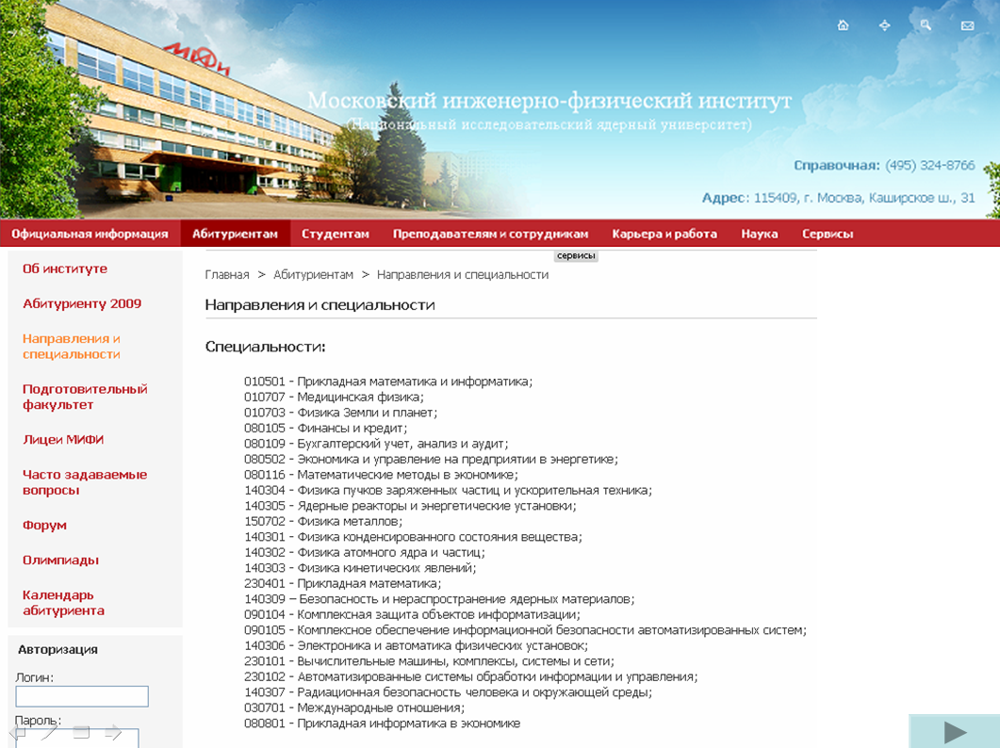 МИФИ
Московский инженерно-физический институт
(Национальный исследовательский ядерный университет)
Справочная: (495) 324-8766
Адрес: 115409, г. Москва, Каширское ш., 31
Официальная информация Абитуриентам Студентам Преподавателям и сотрудникам Карьера и работа Наука Сервисы
сервисы
Об институте
Абитуриенту 2009
Направления и
специальности
Подготовительный
факультет
Лицеи МИФИ
Часто задаваемые
вопросы
Форум
Олимпиады
Календарь
абитуриента
Авторизация
Логин:
Пароль:
Главная > Абитуриентам > Направления и специальности
Направления и специальности
Специальности:
010501 - Прикладная математика и информатика;
010707 - Медицинская физика;
010703 - Физика Земли и планет;
080105 - Финансы и кредит;
080109 - Бухгалтерский учет, анализ и аудит;
080502 - Экономика и управление на предприятии в энергетике;
080116 - Математические методы в экономике;
140304 - Физика пучков заряженных частиц и ускорительная техника;
140305 - Ядерные реакторы и энергетические установки;
150702 - Физика металлов;
140301 - Физика конденсированного состояния вещества;
140302 - Физика атомного ядра и частиц;
140303 - Физика кинетических явлений;
230401 - Прикладная математика;
140309 – Безопасность и нераспространение ядерных материалов;
090104 - Комплексная защита объектов информатизации;
090105 - Комплексное обеспечение информационной безопасности автоматизированных систем;
140306 - Электроника и автоматика физических установок;
230101 - Вычислительные машины, комплексы, системы и сети;
230102 - Автоматизированные системы обработки информации и управления;
140307 - Радиационная безопасность человека и окружающей среды;
030701 - Международные отношения;
080801 - Прикладная информатика в экономике